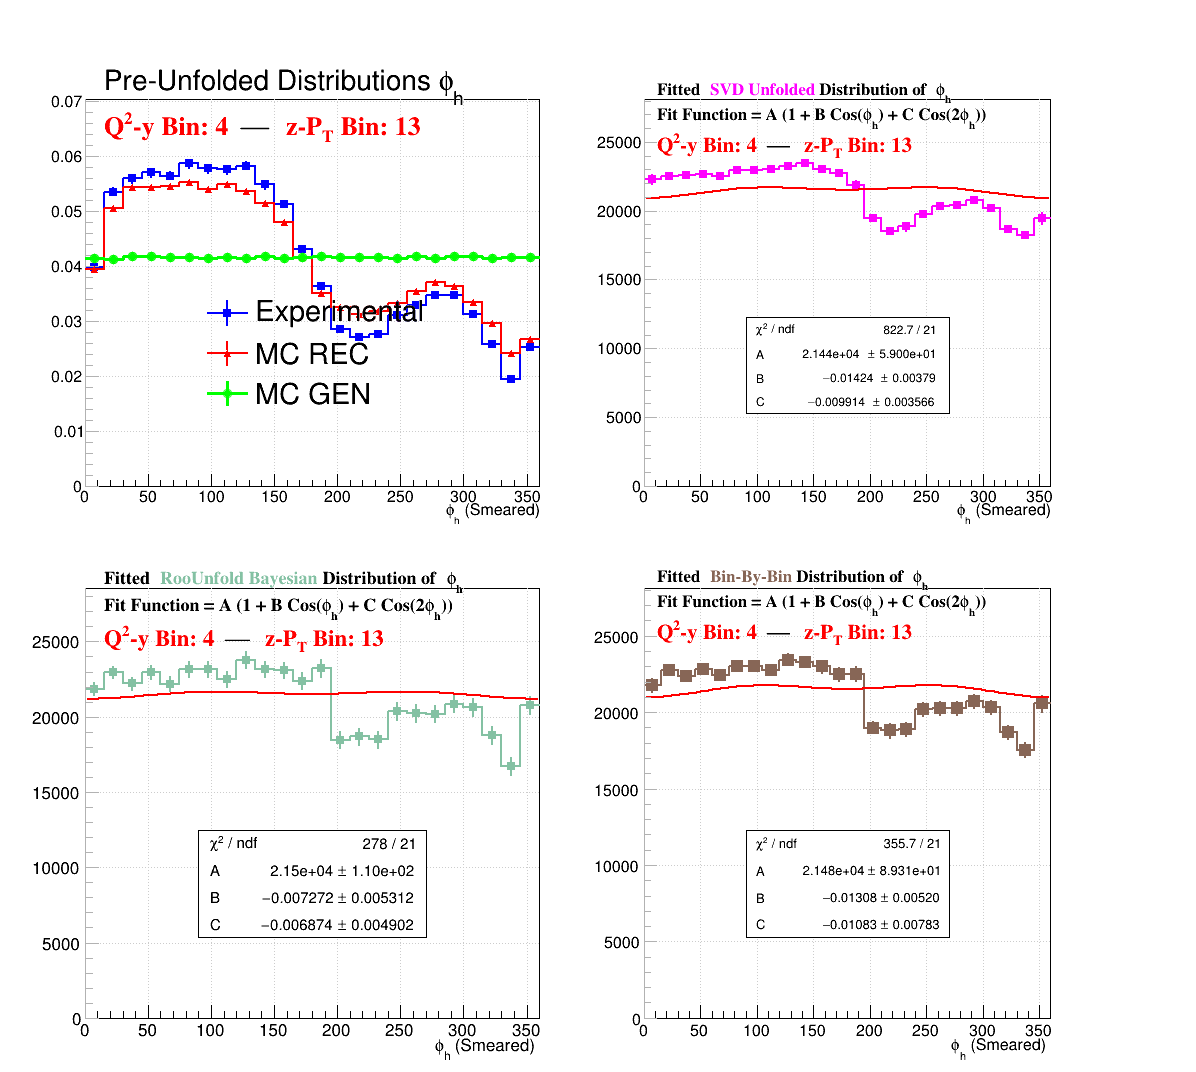 Pre-Unfolded Distributions ϕh
Q²-y Bin: 4 — z-PT Bin: 13
0.07
0.06
0.05
0.04
0.03
0.02
0.01
0
Experimental
MC REC
MC GEN
0 50 100 150 200 250 300 350
ϕh (Smeared)
Fitted SVD Unfolded Distribution of ϕh
Fit Function = A (1 + B Cos(ϕh) + C Cos(2ϕh))
Q²-y Bin: 4 — z-PT Bin: 13
25000
20000
15000
10000
5000
0
χ² / ndf 822.7 / 21
A 2.144e+04 ± 5.900e+01
B −0.01424 ± 0.00379
C −0.009914 ± 0.003566
0 50 100 150 200 250 300 350
ϕh (Smeared)
Fitted RooUnfold Bayesian Distribution of ϕh
Fit Function = A (1 + B Cos(ϕh) + C Cos(2ϕh))
Q²-y Bin: 4 — z-PT Bin: 13
25000
20000
15000
10000
5000
0
χ² / ndf 278 / 21
A 2.15e+04 ± 1.10e+02
B −0.007272 ± 0.005312
C −0.006874 ± 0.004902
0 50 100 150 200 250 300 350
ϕh (Smeared)
Fitted Bin-By-Bin Distribution of ϕh
Fit Function = A (1 + B Cos(ϕh) + C Cos(2ϕh))
Q²-y Bin: 4 — z-PT Bin: 13
25000
20000
15000
10000
5000
0
χ² / ndf 355.7 / 21
A 2.148e+04 ± 8.931e+01
B −0.01308 ± 0.00520
C −0.01083 ± 0.00783
0 50 100 150 200 250 300 350
ϕh (Smeared)